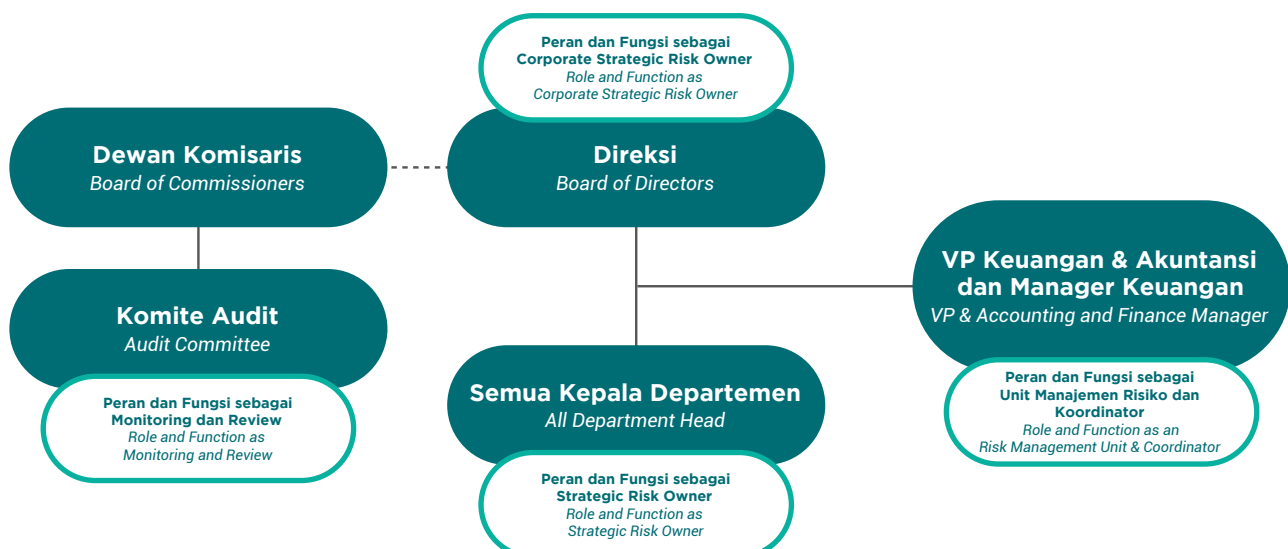 Peran dan Fungsi sebagai
Corporate Strategic Risk Owner
Role and Function as
Corporate Strategic Risk Owner
Dewan Komisaris
Board of Commissioners
Direksi
Board of Directors
VP Keuangan & Akuntansi
dan Manager Keuangan
VP & Accounting and Finance Manager
Komite Audit
Audit Committee
Peran dan Fungsi sebagai
Monitoring dan Review
Role and Function as
Monitoring and Review
Semua Kepala Departemen
All Department Head
Peran dan Fungsi sebagai
Strategic Risk Owner
Role and Function as
Strategic Risk Owner
Peran dan Fungsi sebagai
Unit Manajemen Risiko dan
Koordinator
Role and Function as an
Risk Management Unit & Coordinator